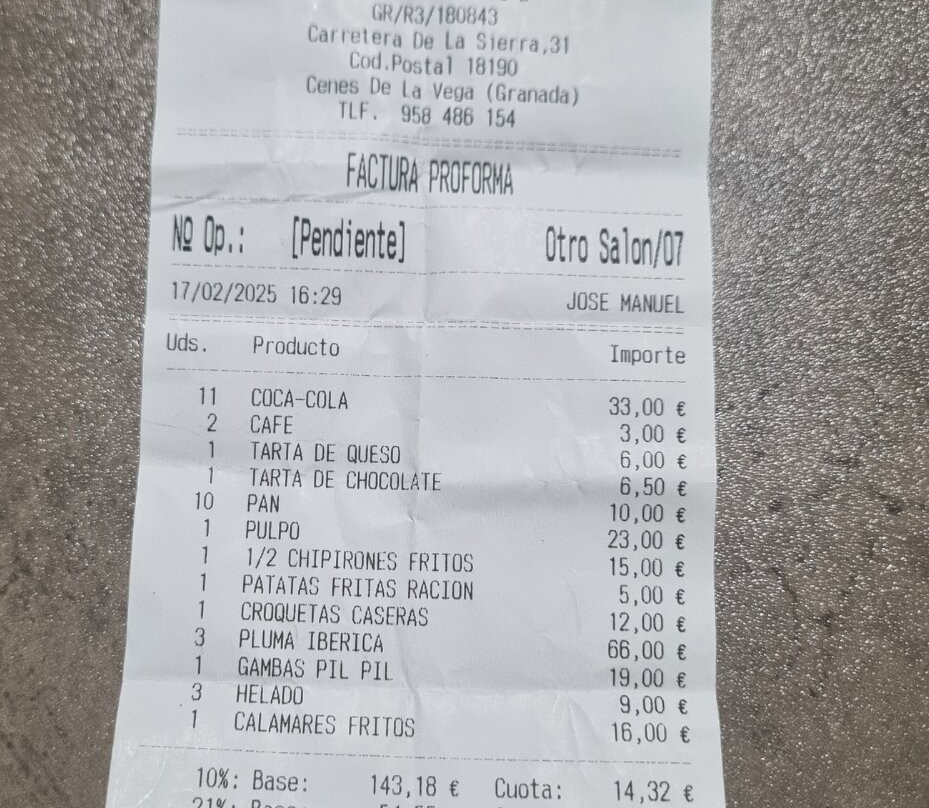 GR/R3/180843
Carretera De La Sierra,31
Cod.Postal 18190
Cenes De La Vega (Granada)
TLF. 958 486 154
FACTURA PROFORMA
Nº Op.: [Pendiente] Otro Salon/07
17/02/2025 16:29 JOSE MANUEL
Uds. Producto Importe
11 COCA-COLA 33,00 €
2 CAFE 3,00 €
1 TARTA DE QUESO 6,00 €
1 TARTA DE CHOCOLATE 6,50 €
10 PAN 10,00 €
1 PULPO 23,00 €
1 1/2 CHIPIRONES FRITOS 15,00 €
1 PATATAS FRITAS RACION 5,00 €
1 CROQUETAS CASERAS 12,00 €
3 PLUMA IBERICA 66,00 €
1 GAMBAS PIL PIL 19,00 €
3 HELADO 9,00 €
1 CALAMARES FRITOS 16,00 €
10%: Base: 143,18 € Cuota: 14,32 €
21%: